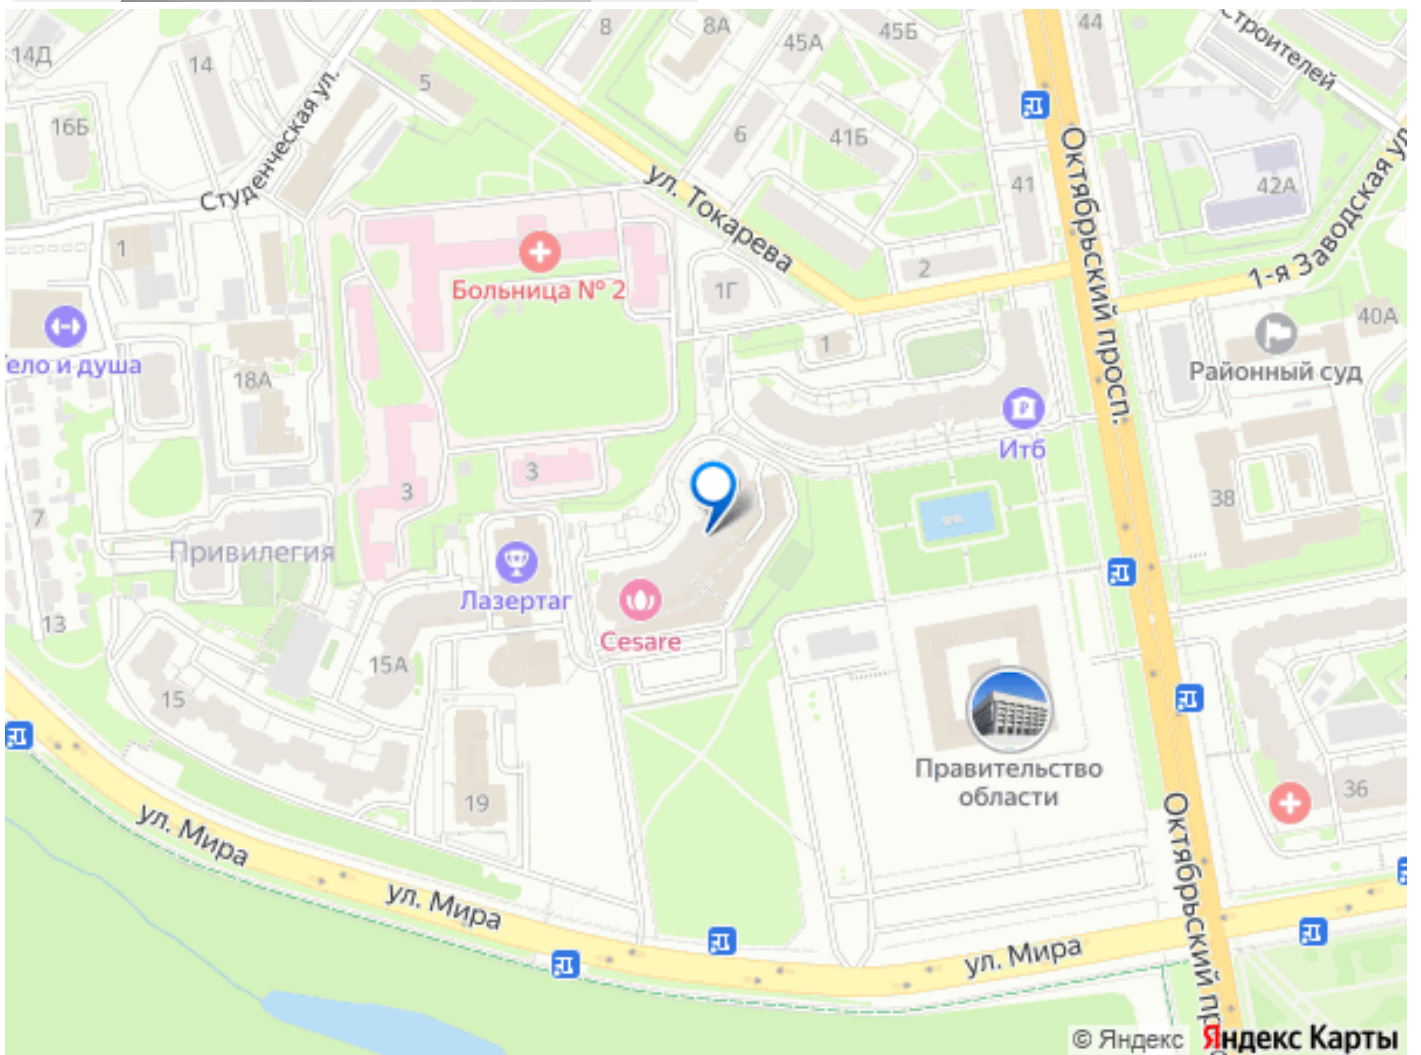 14Д
14
8
8А
45А
45Б
44
Строителей
16Б
5
Студенческая ул.
6
41Б
Октябрьский просп.
41
42А
ул. Токарева
1
Больница № 2
1Г
2
1-я Заводская ул
40А
ело и душа
18А
1
Районный суд
Итб
3
3
7
38
Привилегия
Лазертаг
Cesare
13
15А
15
19
Правительство
области
36
ул. Мира
ул. Мира
ул. Мира
Октябрьский пр
© Яндекс Яндекс Карты